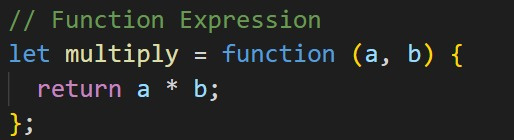 // Function Expression
let multiply = function (a, b) {
  return a * b;
};